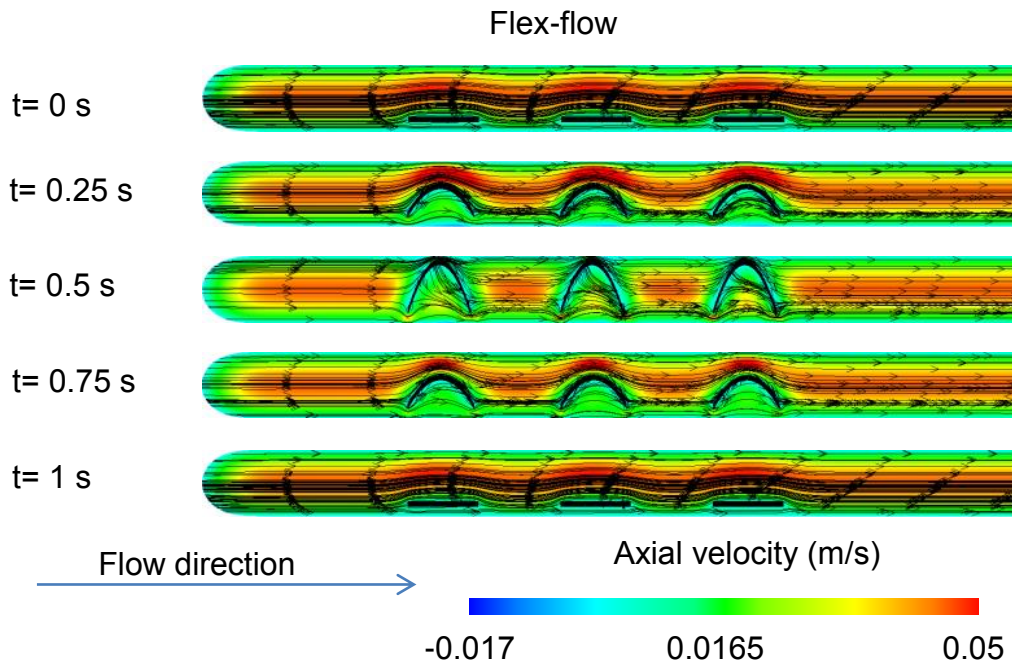 Flex-flow
t= 0 s
t= 0.25 s
t= 0.5 s
t= 0.75 s
t= 1 s
Flow direction
Axial velocity (m/s)
-0.017 0.0165 0.05